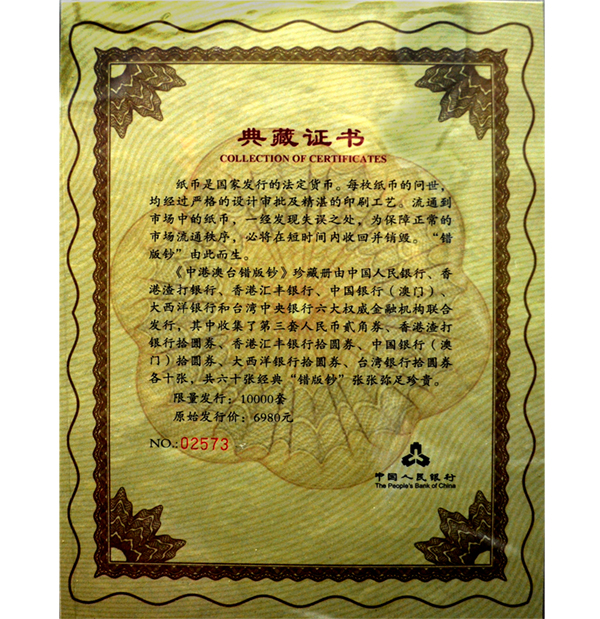 典藏证书
COLLECTION OF CERTIFICATES
纸币是国家发行的法定货币。每枚纸币的问世，
均经过严格的设计审批及精湛的印刷工艺。流通到
市场中的纸币，一经发现失误之处，为保障正常的
市场流通秩序，必将在短时间内收回并销毁。“错
版钞”由此而生。
《中港澳台错版钞》珍藏册由中国人民银行、香
港渣打银行、香港汇丰银行、中国银行（澳门）、
大西洋银行和台湾中央银行六大权威金融机构联合
发行，其中收集了第三套人民币贰角券、香港渣打
银行拾圆券、香港汇丰银行拾圆券、中国银行（澳
门）拾圆券、大西洋银行拾圆券、台湾银行拾圆券
各十张，共六十张经典“错版钞”张张弥足珍贵。
限量发行：10000套
原始发行价：6980元
NO.:02573
中国人民银行
The People's Bank of China